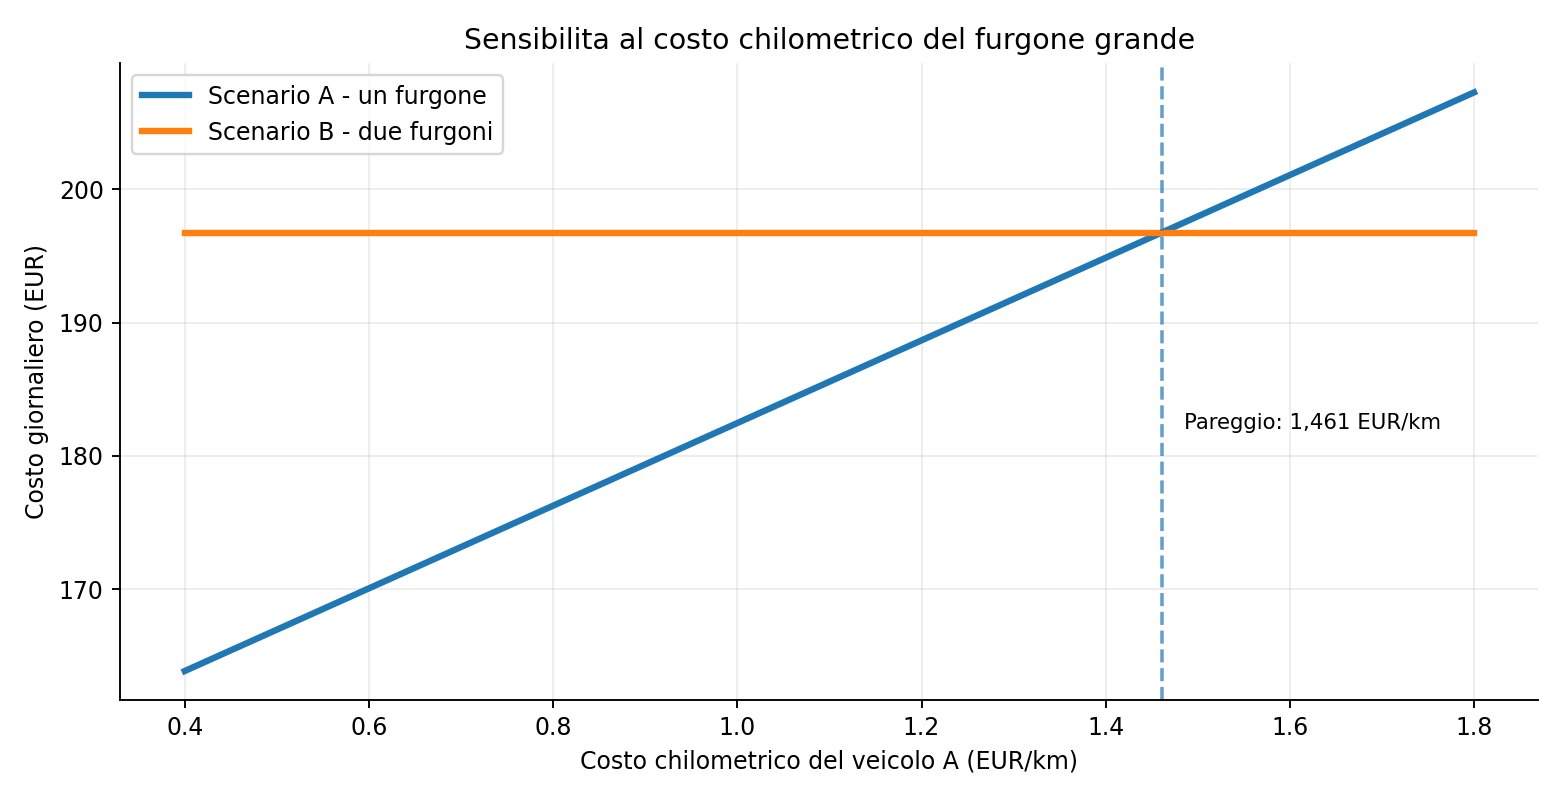 Sensibilita al costo chilometrico del furgone grande
Scenario A - un furgone
Scenario B - due furgoni
Costo giornaliero (EUR)
200
190
180
170
Pareggio: 1,461 EUR/km
0.4 0.6 0.8 1.0 1.2 1.4 1.6 1.8
Costo chilometrico del veicolo A (EUR/km)